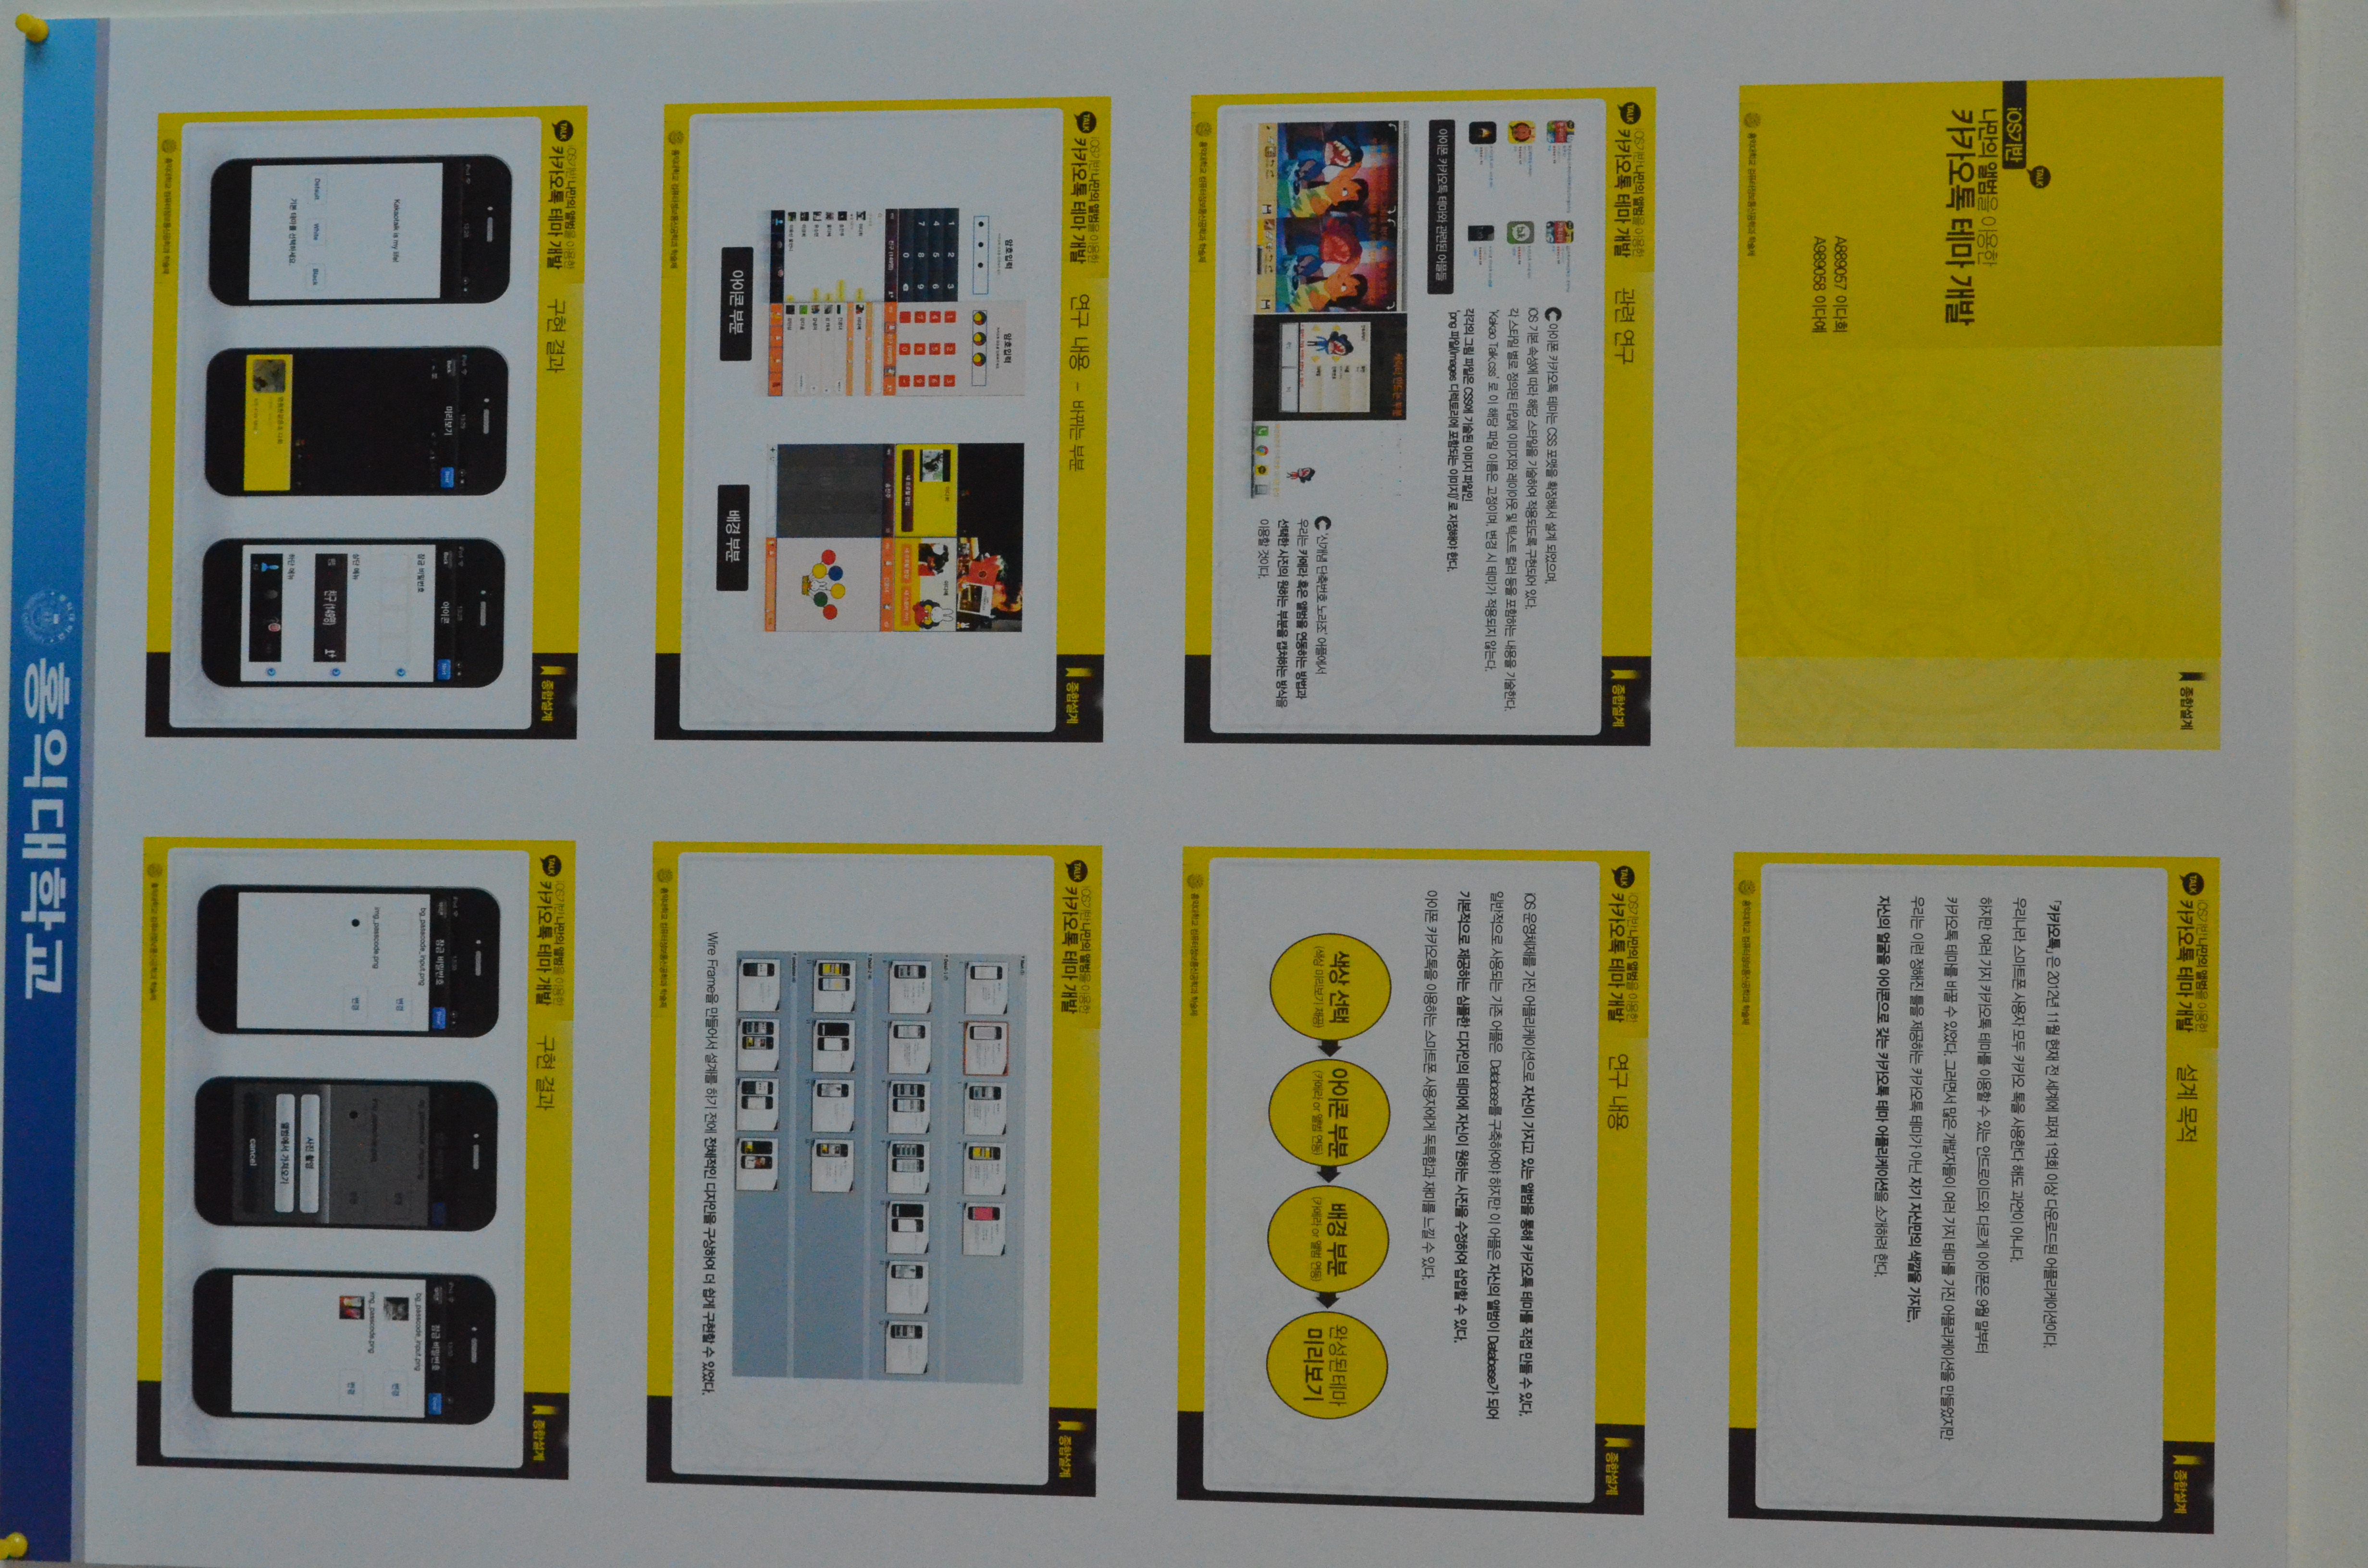 종합설계
TALK
iOS기반
나만의 앨범을 이용한
카카오톡 테마 개발
A889057 이다희
A989058 이다예
홍익대학교 컴퓨터정보통신공학과 학술제
TALK
iOS기반 나만의 앨범을 이용한
카카오톡 테마 개발
설계 목적
종합설계
「카카오톡」은 2012년 11월 현재 전 세계에 퍼져 1억회 이상 다운로드된 어플리케이션이다.
우리나라 스마트폰 사용자 모두 카카오 톡을 사용한다 해도 과언이 아니다.
하지만 여러 가지 카카오톡 테마를 이용할 수 있는 안드로이드와 다르게 아이폰은 9월 말부터
카카오톡 테마를 바꿀 수 있었다. 그러면서 많은 개발자들이 여러 가지 테마를 가진 어플리케이션을 만들었지만
우리는 이런 정해진 틀을 제공하는 카카오톡 테마가 아닌 자기 자신만의 색깔을 가지는,
자신의 얼굴을 아이콘으로 갖는 카카오톡 테마 어플리케이션을 소개하려 한다.
홍익대학교 컴퓨터정보통신공학과 학술제
TALK
iOS기반 나만의 앨범을 이용한
카카오톡 테마 개발
관련 연구
종합설계
아이폰 카카오톡 테마는 CSS 포맷을 확장해서 설계 되었으며,
iOS 기본 속성에 따라 해당 스타일을 기술하여 적용되도록 구현되어 있다.
각 스타일 별로 정의된 타입에 이미지와 레이아웃 및 텍스트 컬러 등을 포함하는 내용을 기술한다.
'Kakao Talk.css' 로 이 해당 파일 이름은 고정이며, 변경 시 테마가 적용되지 않는다.
각각의 그림 파일은 CSS에 기술된 이미지 파일인
'png 파일(Images 디렉토리에 포함되는 이미지)'로 지정해야 한다.
아이폰 카카오톡 테마와 관련된 어플들
캐릭터 만드는 부분
'신개념 단축번호 노라조' 어플에서
우리는 카메라 혹은 앨범을 연동하는 방법과
선택한 사진의 원하는 부분을 캡쳐하는 방식을
이용할 것이다.
홍익대학교 컴퓨터정보통신공학과 학술제
TALK
iOS기반 나만의 앨범을 이용한
카카오톡 테마 개발
연구 내용
종합설계
iOS 운영체제를 가진 어플리케이션으로 자신이 가지고 있는 앨범을 통해 카카오톡 테마를 직접 만들 수 있다.
일반적으로 사용되는 기존 어플은 Database를 구축하여야 하지만 이 어플은 자신의 앨범이 Database가 되어
기본적으로 제공하는 심플한 디자인의 테마에 자신이 원하는 사진을 수정하여 삽입할 수 있다.
아이폰 카카오톡을 이용하는 스마트폰 사용자에게 독특함과 재미를 느낄 수 있다.
색상 선택
(색상 미리보기 제공)
아이콘 부분
(카메라 or 앨범 연동)
배경 부분
(카메라 or 앨범 연동)
완성된테마
미리보기
홍익대학교 컴퓨터정보통신공학과 학술제
TALK
iOS기반 나만의 앨범을 이용한
카카오톡 테마 개발
연구 내용 - 바뀌는 부분
종합설계
암호입력
암호입력
1 2 3
4 5 6
7 8 9
0
1 2 3
4 5 6
7 8 9
0
친구 (149명)
아이콘 부분
배경 부분
홍익대학교 컴퓨터정보통신공학과 학술제
TALK
iOS기반 나만의 앨범을 이용한
카카오톡 테마 개발
종합설계
Wire Frame을 만들어서 설계를 하기 전에 전체적인 디자인을 구상하여 더 쉽게 구현할 수 있었다.
홍익대학교 컴퓨터정보통신공학과 학술제
TALK
iOS기반 나만의 앨범을 이용한
카카오톡 테마 개발
구현 결과
종합설계
iPod
13:28
Kakaotalk is my life!
Default White Black
기본 테마를 선택하세요.
iPod
13:29
Back
미리보기
Next
iPod
13:29
Back
아이콘
Next
잠금 비밀번호
상단 메뉴
친구 (149명)
하단 메뉴
홍익대학교 컴퓨터정보통신공학과 학술제
TALK
iOS기반 나만의 앨범을 이용한
카카오톡 테마 개발
구현 결과
종합설계
iPod
잠금 비밀번호
bg_passcode_input.png
변경
img_passcode.png
변경
사진 촬영
앨범에서 가져오기
cancel
iPod
잠금 비밀번호
bg_passcode_input.png
변경
img_passcode.png
변경
홍익대학교 컴퓨터정보통신공학과 학술제
홍익대학교